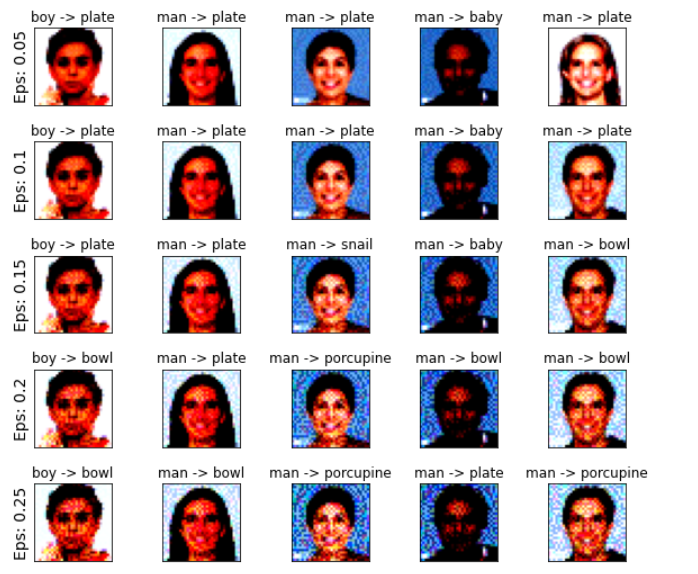 boy -> plate man -> plate man -> plate man -> baby man -> plate
Eps: 0.05
boy -> plate man -> plate man -> plate man -> baby man -> plate
Eps: 0.1
boy -> plate man -> plate man -> snail man -> baby man -> bowl
Eps: 0.15
boy -> bowl man -> plate man -> porcupine man -> bowl man -> bowl
Eps: 0.2
boy -> bowl man -> bowl man -> porcupine man -> plate man -> porcupine
Eps: 0.25